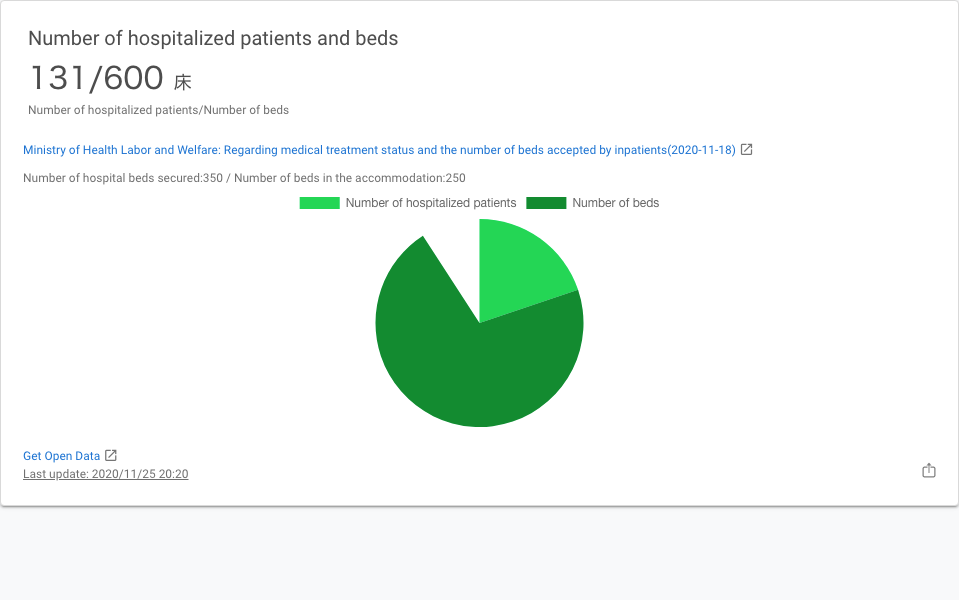 Number of hospitalized patients and beds
131/600 床
Number of hospitalized patients/Number of beds
Ministry of Health Labor and Welfare: Regarding medical treatment status and the number of beds accepted by inpatients(2020-11-18)
Number of hospital beds secured:350 / Number of beds in the accommodation:250
Number of hospitalized patients Number of beds
Get Open Data
Last update: 2020/11/25 20:20